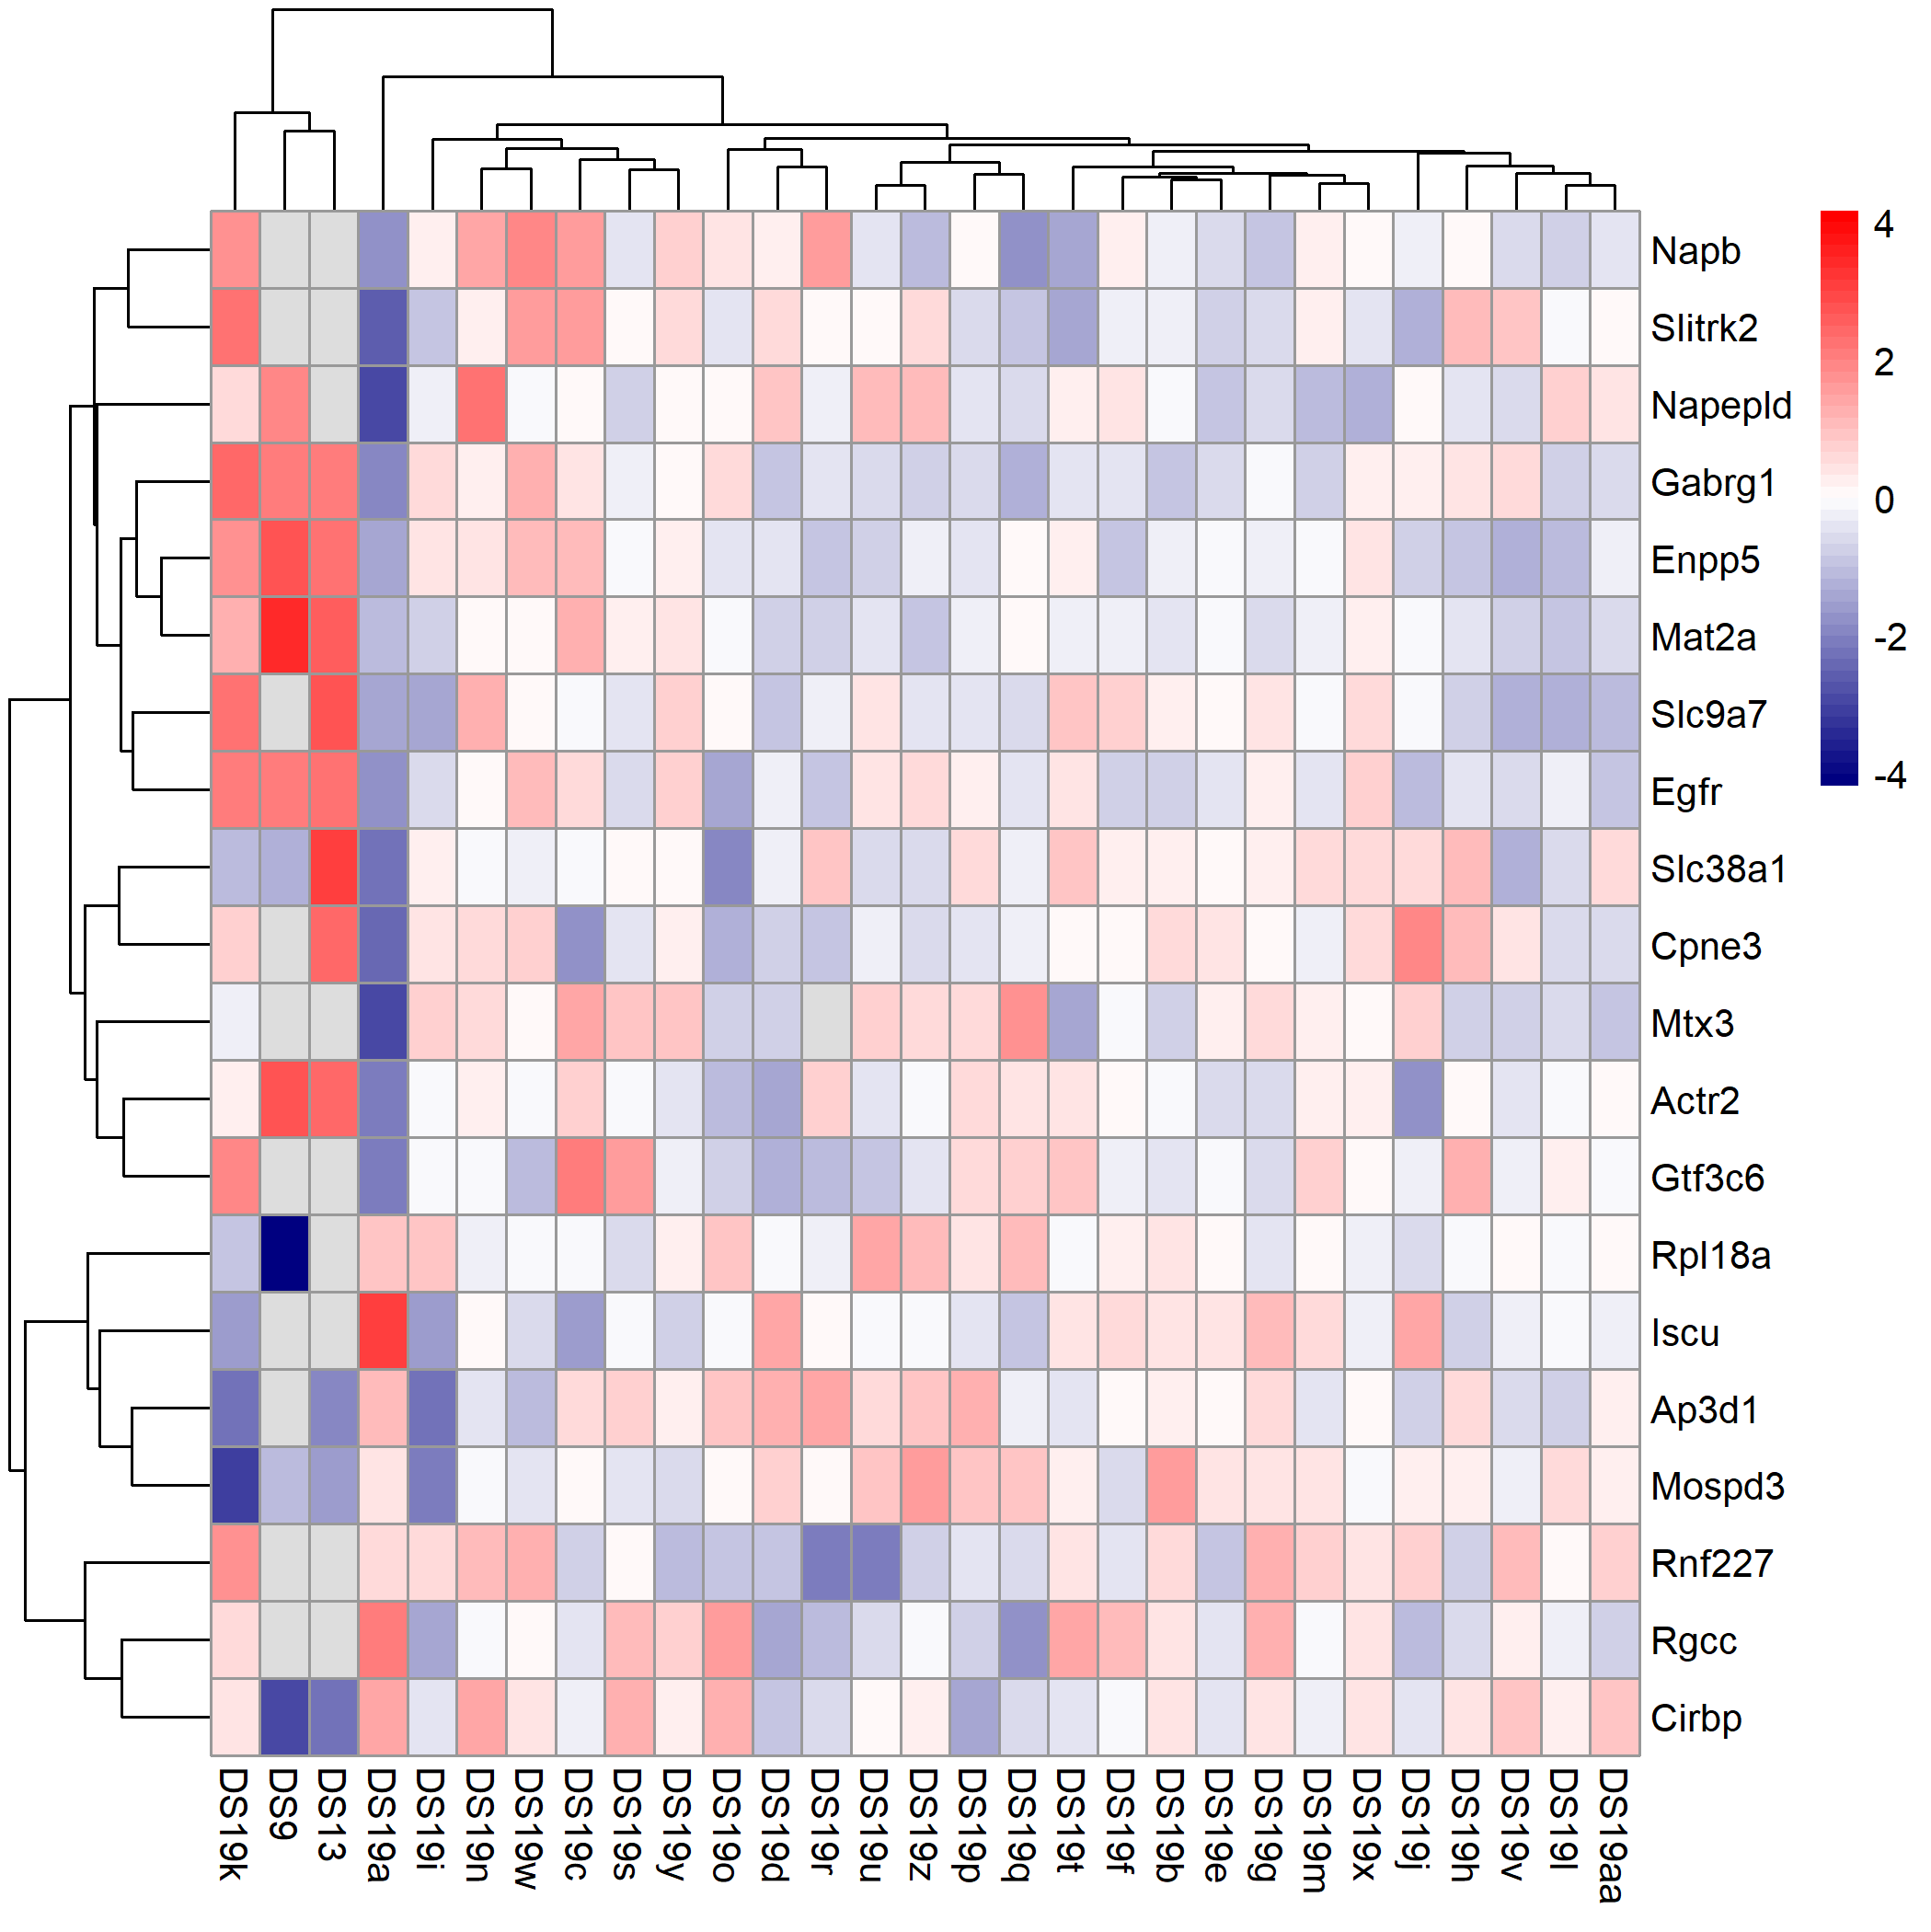 Napb
Slitrk2
Napepld
Gabrg1
Enpp5
Mat2a
Slc9a7
Egfr
Slc38a1
Cpne3
Mtx3
Actr2
Gtf3c6
Rpl18a
Iscu
Ap3d1
Mospd3
Rnf227
Rgcc
Cirbp
4
2
0
-2
-4
DS19k
DS9
DS13
DS19a
DS19i
DS19n
DS19w
DS19c
DS19s
DS19y
DS19o
DS19d
DS19r
DS19u
DS19z
DS19p
DS19q
DS19t
DS19f
DS19b
DS19e
DS19g
DS19m
DS19x
DS19j
DS19h
DS19v
DS19l
DS19aa